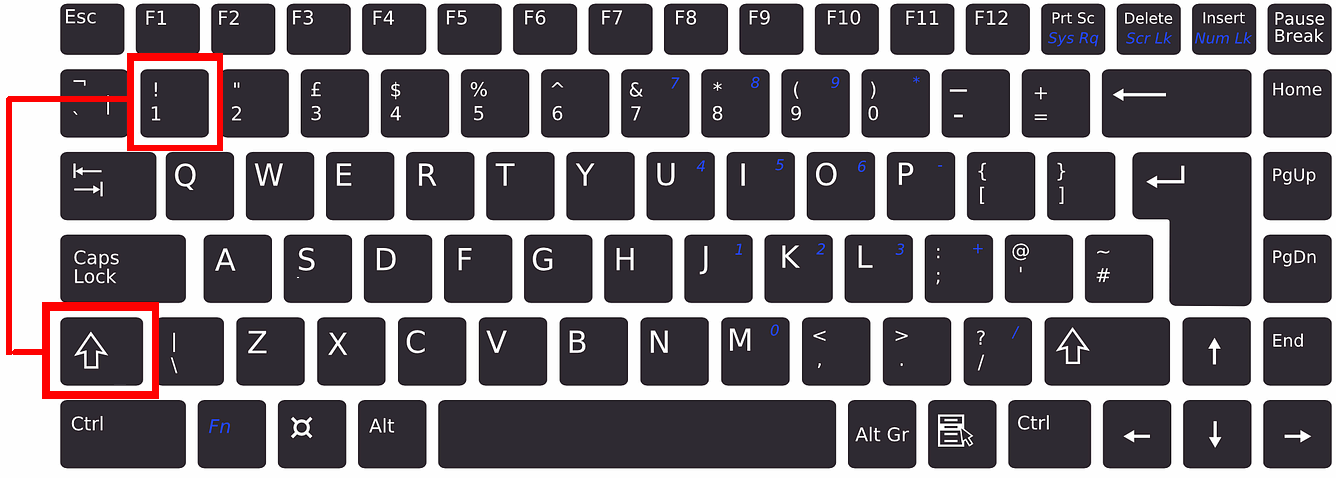 Esc F1 F2 F3 F4 F5 F6 F7 F8 F9 F10 F11 F12 Prt Sc Delete Insert Pause
Sys Rq Scr Lk Num Lk Break
¬ ! " £ $ % ^ & 7 * 8 ( 9 ) * — + Home
` | 1 2 3 4 5 6 7 8 9 0 - =
Q W E R T Y U 4 I 5 O 6 P - { } PgUp
[ ]
Caps A S D F G H J 1 K 2 L 3 : + @ ~ PgDn
Lock ; ' #
| Z X C V B N M 0 < > ? / End
\ , . /
Ctrl Fn Alt Alt Gr Ctrl